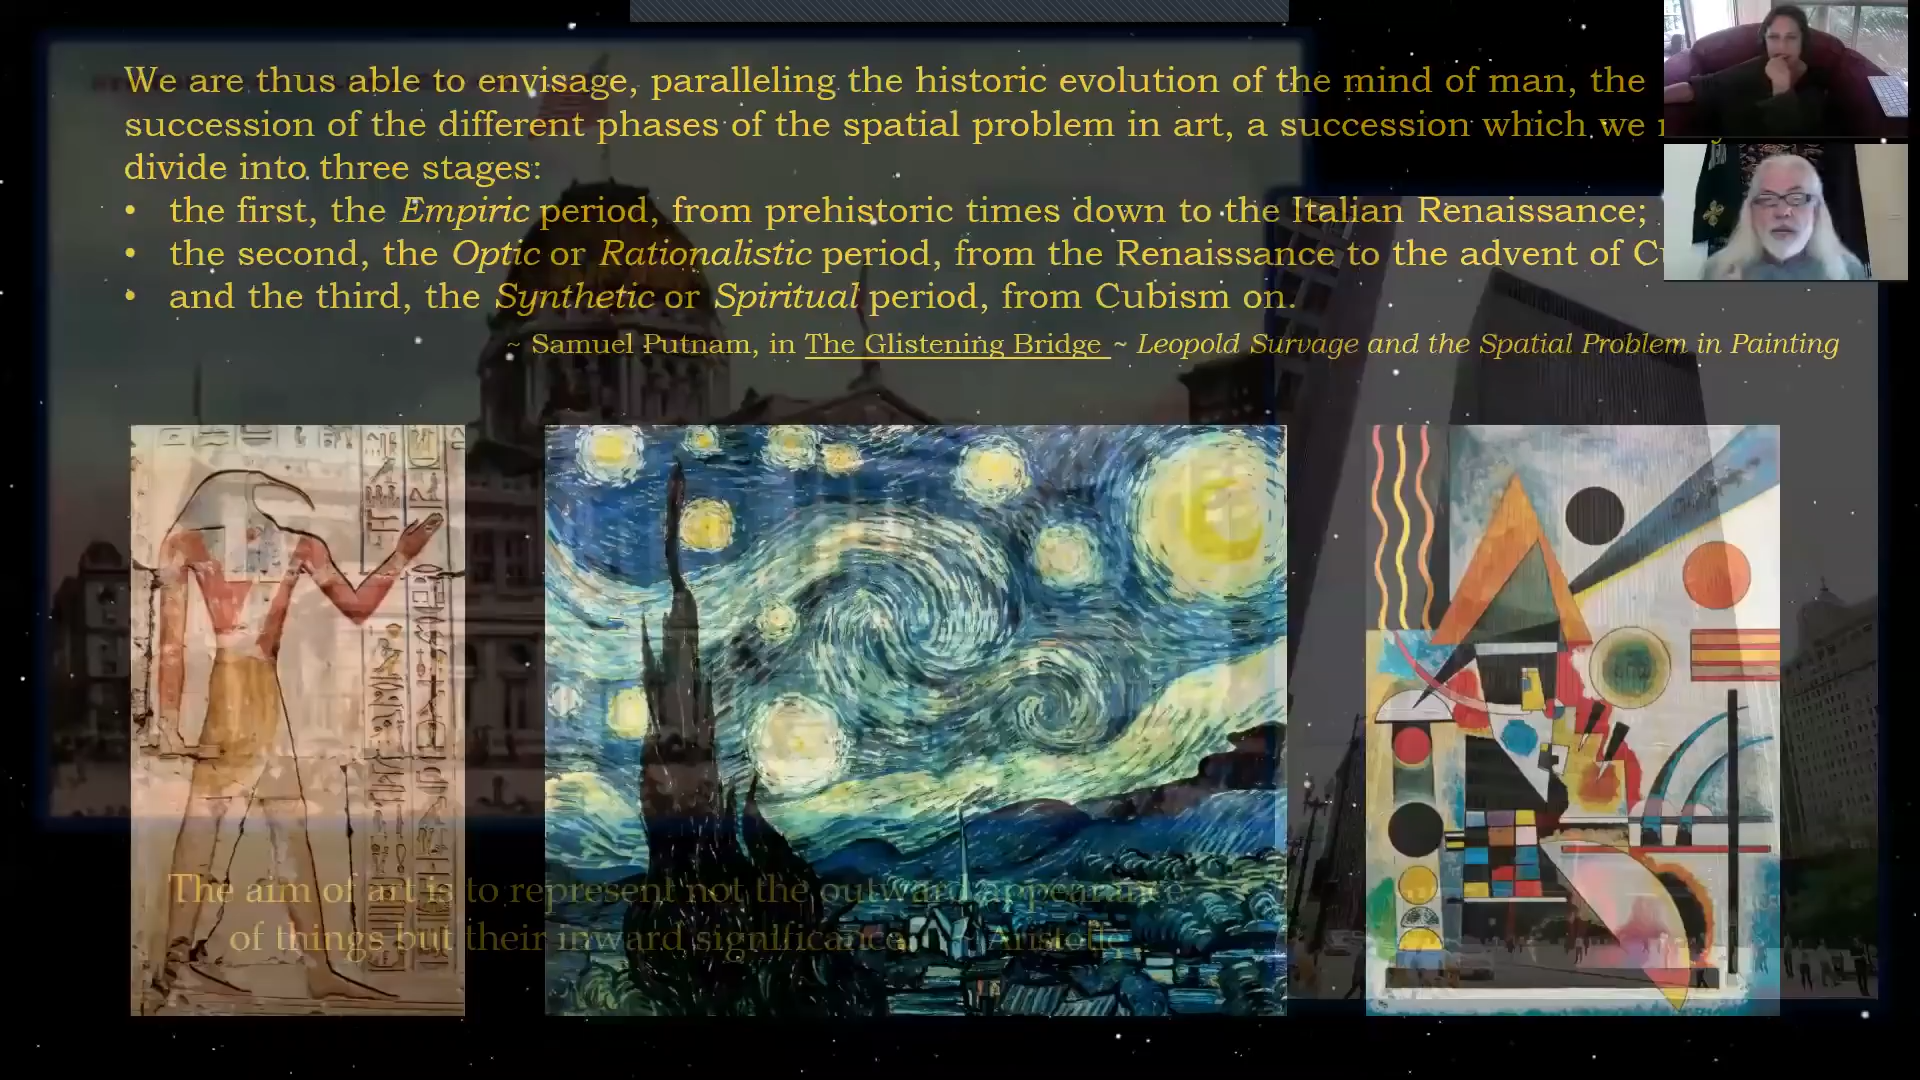 We are thus able to envisage, paralleling the historic evolution of the mind of man, the
succession of the different phases of the spatial problem in art, a succession which we
divide into three stages:
• the first, the Empiric period, from prehistoric times down to the Italian Renaissance;
• the second, the Optic or Rationalistic period, from the Renaissance to the advent of
• and the third, the Synthetic or Spiritual period, from Cubism on.
~ Samuel Putnam, in The Glistening Bridge ~ Leopold Survage and the Spatial Problem in Painting
The aim of art is to represent not the outward appearance
of things but their inward significance. Aristotle